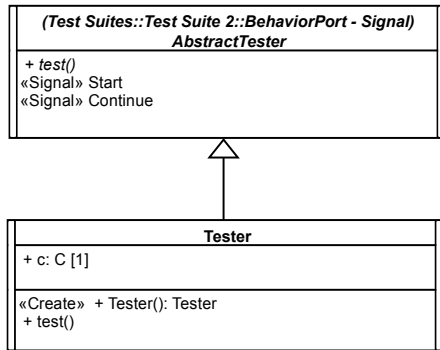 (Test Suites::Test Suite 2::BehaviorPort - Signal)
AbstractTester
+ test()
«Signal» Start
«Signal» Continue
Tester
+ c: C [1]
«Create» + Tester(): Tester
+ test()